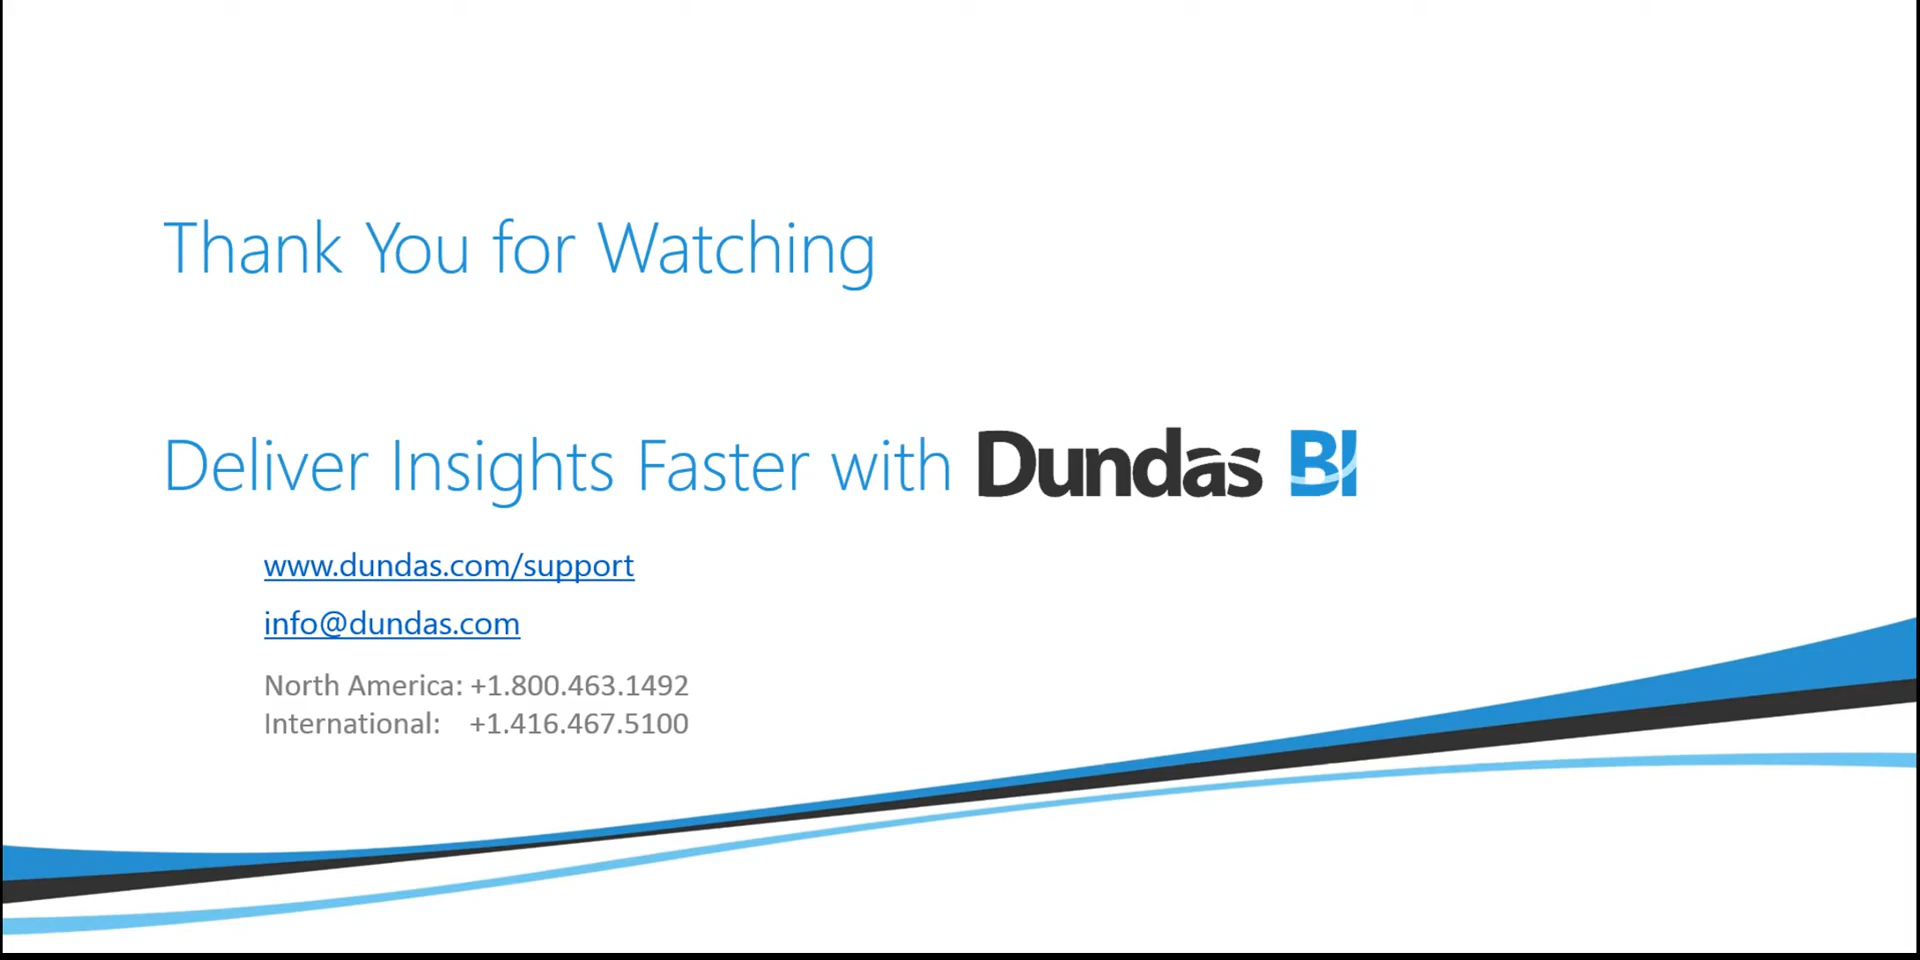 Thank You for Watching
Deliver Insights Faster with Dundas BI
www.dundas.com/support
info@dundas.com
North America: +1.800.463.1492
International: +1.416.467.5100